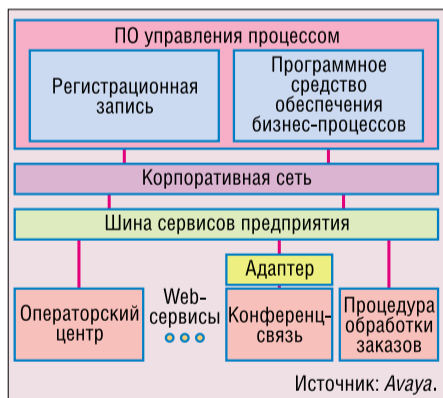 ПО управления процессом
Регистрационная
запись
Программное
средство
обеспечения
бизнес-процессов
Корпоративная сеть
Шина сервисов предприятия
Адаптер
Операторский
центр
Web-
сервисы
Конференц-
связь
Процедура
обработки
заказов
Источник: Avaya.